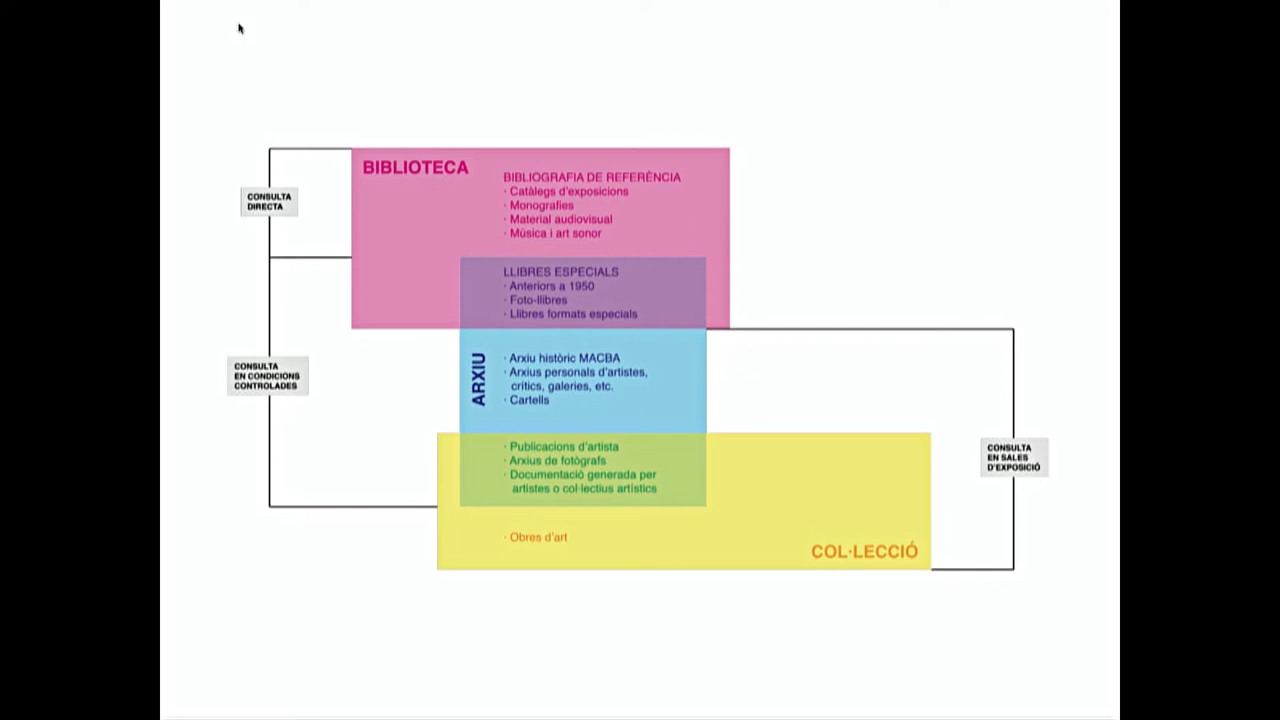 BIBLIOTECA
BIBLIOGRAFIA DE REFERÈNCIA
· Catàlegs d'exposicions
· Monografies
· Material audiovisual
· Música i art sonor
CONSULTA
DIRECTA
LLIBRES ESPECIALS
· Anteriors a 1950
· Foto-llibres
· Llibres formats especials
ARXIU
· Arxiu històric MACBA
· Arxius personals d'artistes,
crítics, galeries, etc.
· Cartells
CONSULTA
EN CONDICIONS
CONTROLADES
· Publicacions d'artista
· Arxius de fotògrafs
· Documentació generada per
artistes o col·lectius artístics
CONSULTA
EN SALES
D'EXPOSICIÓ
· Obres d'art
COL·LECCIÓ